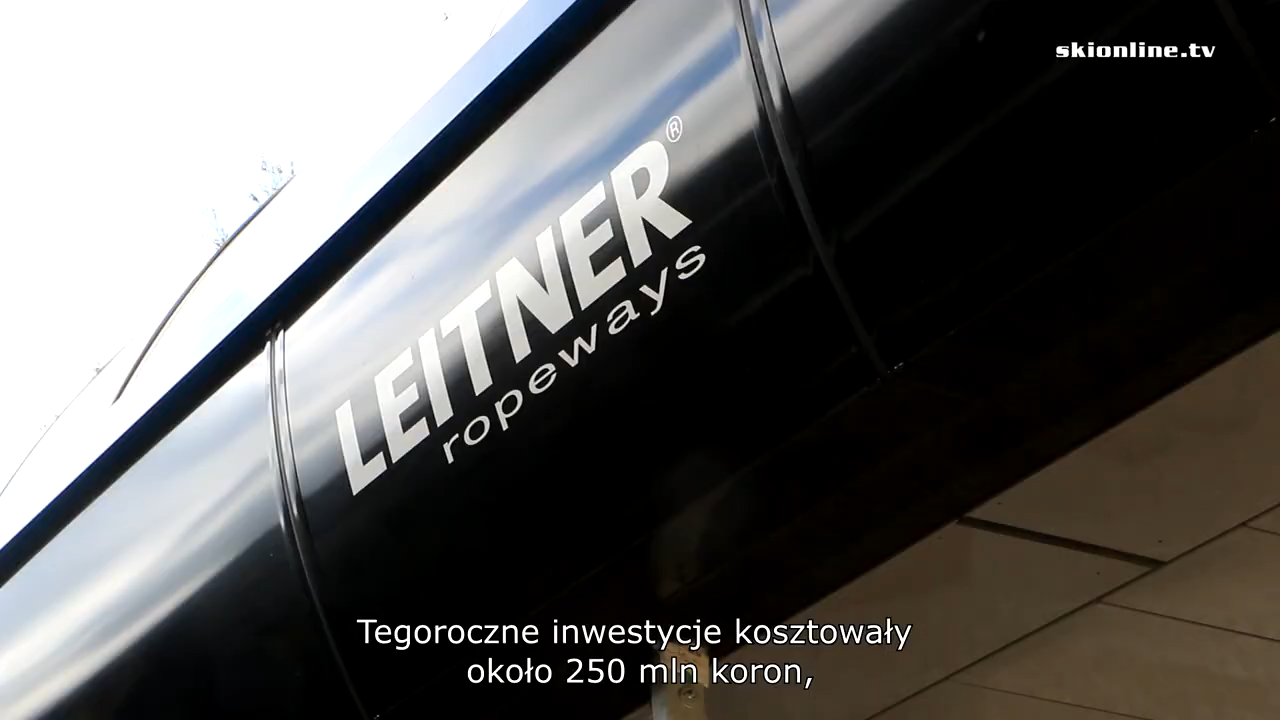 skionline.tv
LEITNER®
ropeways
Tegoroczne inwestycje kosztowały
około 250 mln koron,